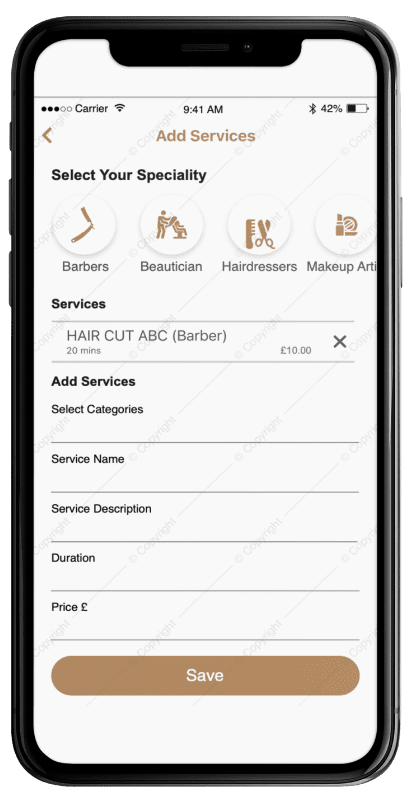 Carrier 9:41 AM 42%
Add Services
Select Your Speciality
Barbers Beautician Hairdressers Makeup Arti
Services
HAIR CUT ABC (Barber)
20 mins £10.00
Add Services
Select Categories
Service Name
Service Description
Duration
Price £
Save
© Copyright